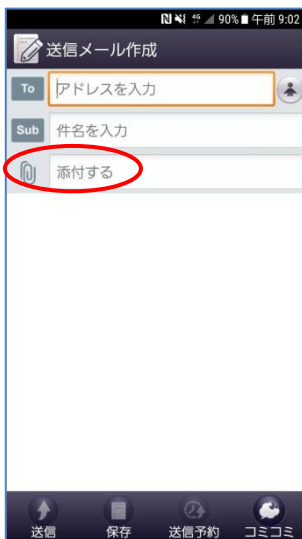 4G 90% 午前 9:02
送信メール作成
To アドレスを入力
Sub 件名を入力
添付する
送信 保存 送信予約 コミコミ